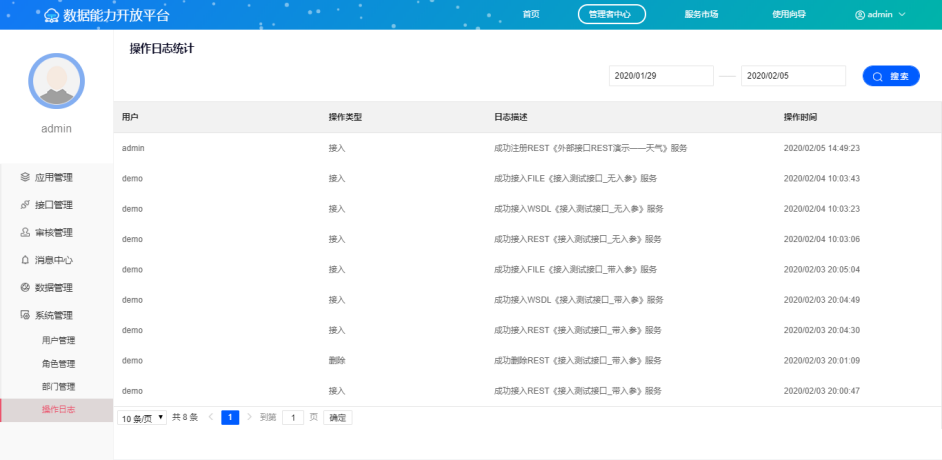 数据能力开放平台 首页 管理者中心 服务市场 使用向导 admin
操作日志统计
2020/01/29 —— 2020/02/05 搜索
admin
应用管理
接口管理
审核管理
消息中心
数据管理
系统管理
用户管理
角色管理
部门管理
操作日志
用户 操作类型 日志描述 操作时间
admin 接入 成功注册REST《外部接口REST演示——天气》服务 2020/02/05 14:49:23
demo 接入 成功接入FILE《接入测试接口_无入参》服务 2020/02/04 10:03:43
demo 接入 成功接入WSDL《接入测试接口_无入参》服务 2020/02/04 10:03:23
demo 接入 成功接入REST《接入测试接口_无入参》服务 2020/02/04 10:03:06
demo 接入 成功接入FILE《接入测试接口_带入参》服务 2020/02/03 20:05:04
demo 接入 成功接入WSDL《接入测试接口_带入参》服务 2020/02/03 20:04:49
demo 接入 成功接入REST《接入测试接口_带入参》服务 2020/02/03 20:04:30
demo 删除 成功删除REST《接入测试接口_带入参》服务 2020/02/03 20:01:09
demo 接入 成功接入REST《接入测试接口_带入参》服务 2020/02/03 20:00:47
10 条/页 共 8 条 1 到第 1 页 确定